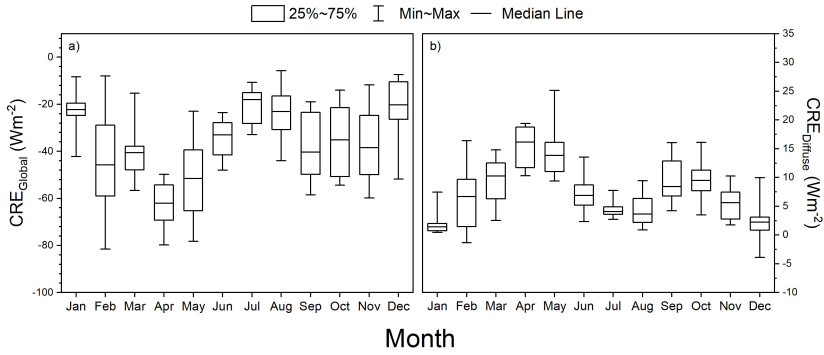 25%~75% Min~Max Median Line
a)
b)
CRE_Global (Wm⁻²)
0
-20
-40
-60
-80
-100
Jan Feb Mar Apr May Jun Jul Aug Sep Oct Nov Dec
Jan Feb Mar Apr May Jun Jul Aug Sep Oct Nov Dec
35
30
25
20
15
10
5
0
-5
-10
CRE_Diffuse (Wm⁻²)
Month